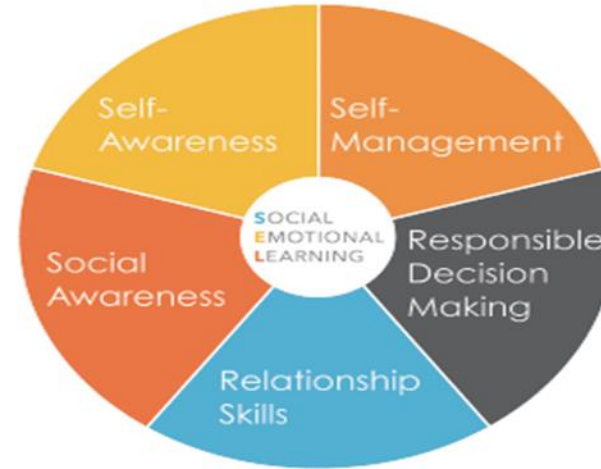 Self-
Awareness
Self-
Management
SOCIAL
EMOTIONAL
LEARNING
Social
Awareness
Responsible
Decision
Making
Relationship
Skills